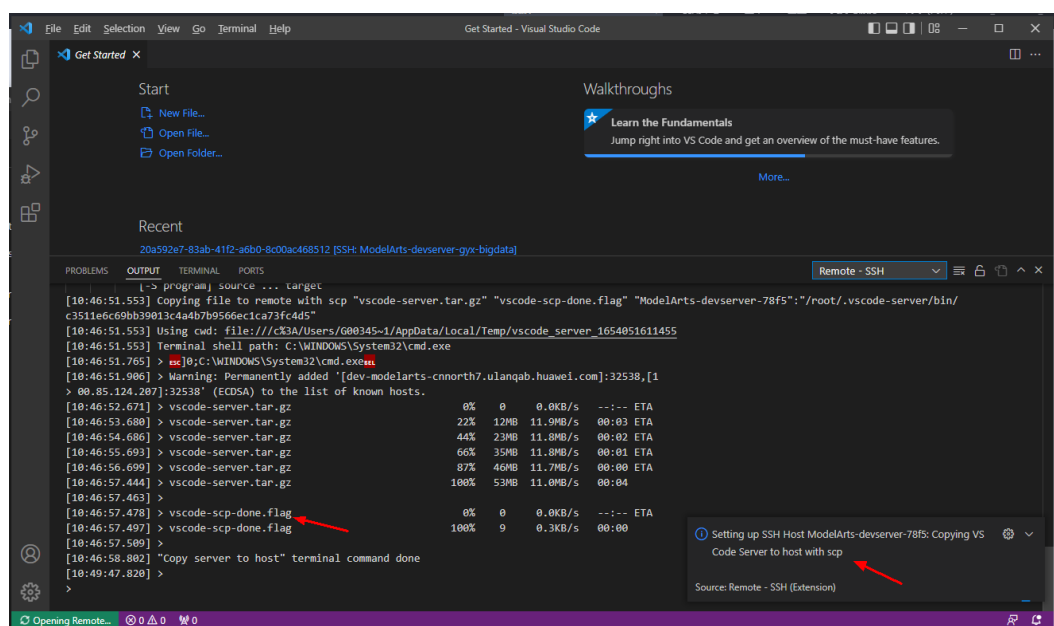 File Edit Selection View Go Terminal Help
Get Started - Visual Studio Code
Get Started
Start
New File...
Open File...
Open Folder...
Walkthroughs
Learn the Fundamentals
Jump right into VS Code and get an overview of the must-have features.
More...
Recent
20a592e7-83ab-41f2-a6b0-8c00ac468512 [SSH: ModelArts-devserver-gyx-bigdata]
PROBLEMS OUTPUT TERMINAL PORTS
Remote - SSH
[-S program] source ... target
[10:46:51.553] Copying file to remote with scp "vscode-server.tar.gz" "vscode-scp-done.flag" "ModelArts-devserver-78f5":"/root/.vscode-server/bin/
c3511e6c69bb39013c4a4b7b9566ec1ca73fc4d5"
[10:46:51.553] Using cwd: file:///c%3A/Users/G00345~1/AppData/Local/Temp/vscode_server_1654051611455
[10:46:51.553] Terminal shell path: C:\WINDOWS\System32\cmd.exe
[10:46:51.765] > ESC]0;C:\WINDOWS\System32\cmd.exeBEL
[10:46:51.906] > Warning: Permanently added '[dev-modelarts-cnnorth7.ulanqab.huawei.com]:32538,[1
> 00.85.124.207]:32538' (ECDSA) to the list of known hosts.
[10:46:52.671] > vscode-server.tar.gz 0% 0 0.0KB/s --:-- ETA
[10:46:53.680] > vscode-server.tar.gz 22% 12MB 11.9MB/s 00:03 ETA
[10:46:54.686] > vscode-server.tar.gz 44% 23MB 11.8MB/s 00:02 ETA
[10:46:55.693] > vscode-server.tar.gz 66% 35MB 11.8MB/s 00:01 ETA
[10:46:56.699] > vscode-server.tar.gz 87% 46MB 11.7MB/s 00:00 ETA
[10:46:57.444] > vscode-server.tar.gz 100% 53MB 11.0MB/s 00:04
[10:46:57.463] >
[10:46:57.478] > vscode-scp-done.flag 0% 0 0.0KB/s --:-- ETA
[10:46:57.497] > vscode-scp-done.flag 100% 9 0.3KB/s 00:00
[10:46:57.509] >
[10:46:58.802] "Copy server to host" terminal command done
[10:49:47.820] >
>
Setting up SSH Host ModelArts-devserver-78f5: Copying VS
Code Server to host with scp
Source: Remote - SSH (Extension)
Opening Remote... 0 0 0